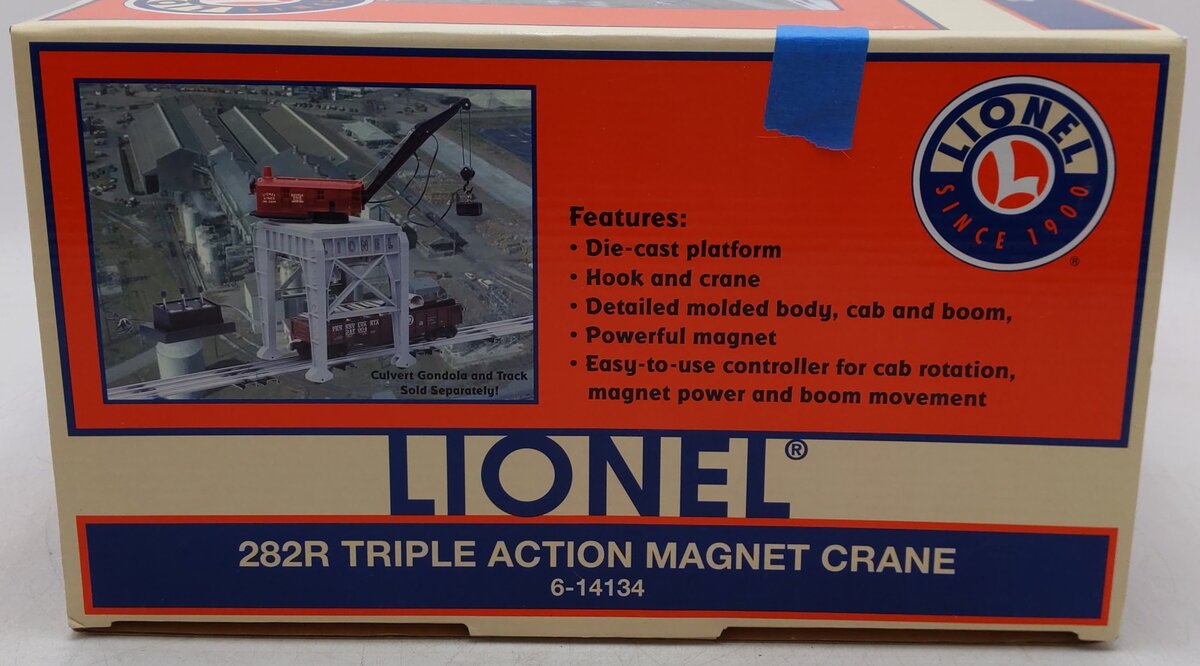 Features:
• Die-cast platform
• Hook and crane
• Detailed molded body, cab and boom,
• Powerful magnet
• Easy-to-use controller for cab rotation,
magnet power and boom movement
LIONEL
L
SINCE 1900
®
LIONEL
Culvert Gondola and Track
Sold Separately!
LIONEL®
282R TRIPLE ACTION MAGNET CRANE
6-14134